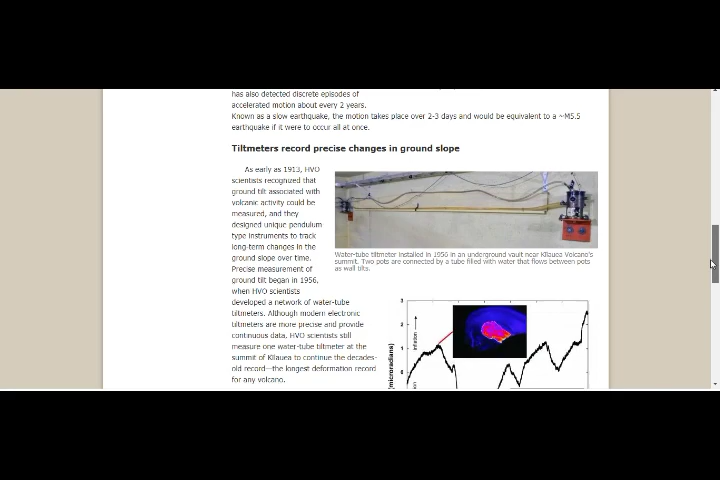 has also detected discrete episodes of
accelerated motion about every 2 years.
Known as a slow earthquake, the motion takes place over 2-3 days and would be equivalent to a ~M5.5
earthquake if it were to occur all at once.
Tiltmeters record precise changes in ground slope
As early as 1913, HVO
scientists recognized that
ground tilt associated with
volcanic activity could be
measured, and they
designed unique pendulum
type instruments to track
long-term changes in the
ground slope over time.
Precise measurement of
ground tilt began in 1956,
when HVO scientists
developed a network of water-tube
tiltmeters. Although modern electronic
tiltmeters are more precise and provide
continuous data, HVO scientists still
measure one water-tube tiltmeter at the
summit of Kīlauea to continue the decades-
old record—the longest deformation record
for any volcano.
Water-tube tiltmeter installed in 1956 in an underground vault near Kīlauea Volcano's
summit. Two pots are connected by a tube filled with water that flows between pots
as wall tilts.
3
2
1
0
Inflation
(microradians)